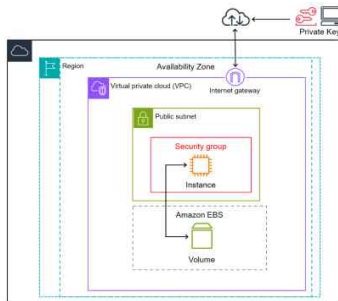 Private Key
Region
Availability Zone
Virtual private cloud (VPC)
Internet gateway
Public subnet
Security group
Instance
Amazon EBS
Volume